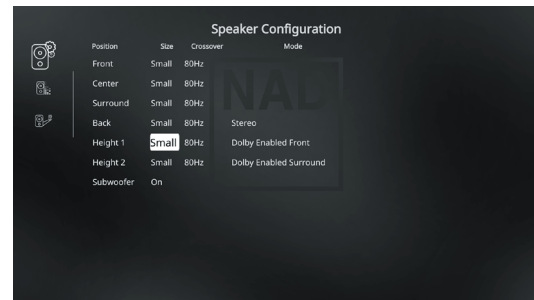 Speaker Configuration
Position Size Crossover Mode
Front Small 80Hz
Center Small 80Hz
Surround Small 80Hz
Back Small 80Hz Stereo
Height 1 Small 80Hz Dolby Enabled Front
Height 2 Small 80Hz Dolby Enabled Surround
Subwoofer On
NAD